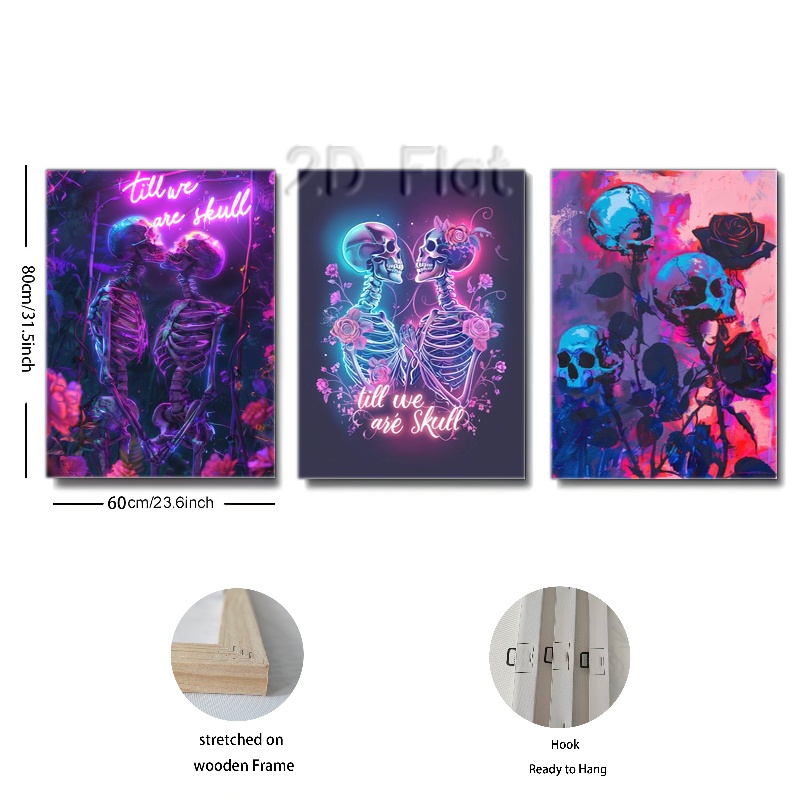 2D Flat
till we
are skull
till we
are Skull
80cm/31.5inch
60cm/23.6inch
stretched on
wooden Frame
Hook
Ready to Hang